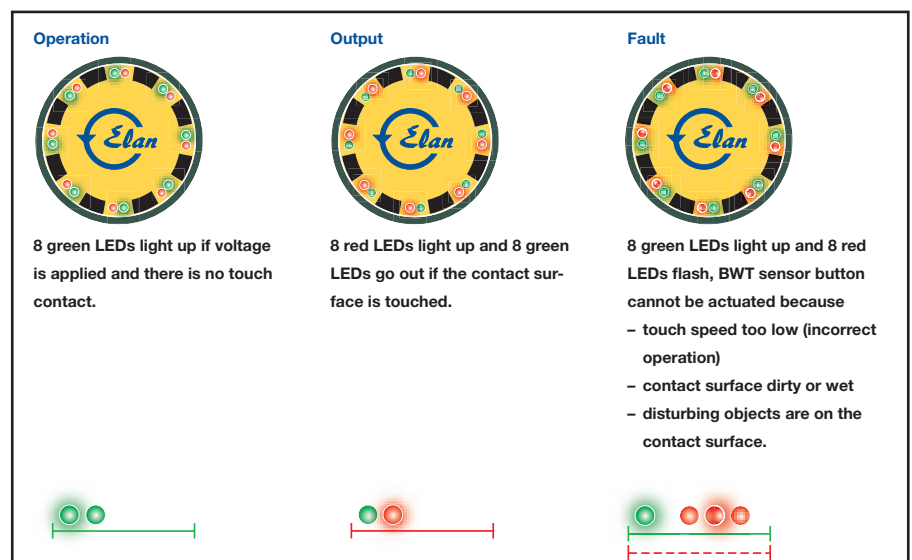 Operation
Elan
8 green LEDs light up if voltage
is applied and there is no touch
contact.
Output
Elan
8 red LEDs light up and 8 green
LEDs go out if the contact sur-
face is touched.
Fault
Elan
8 green LEDs light up and 8 red
LEDs flash, BWT sensor button
cannot be actuated because
– touch speed too low (incorrect
operation)
– contact surface dirty or wet
– disturbing objects are on the
contact surface.